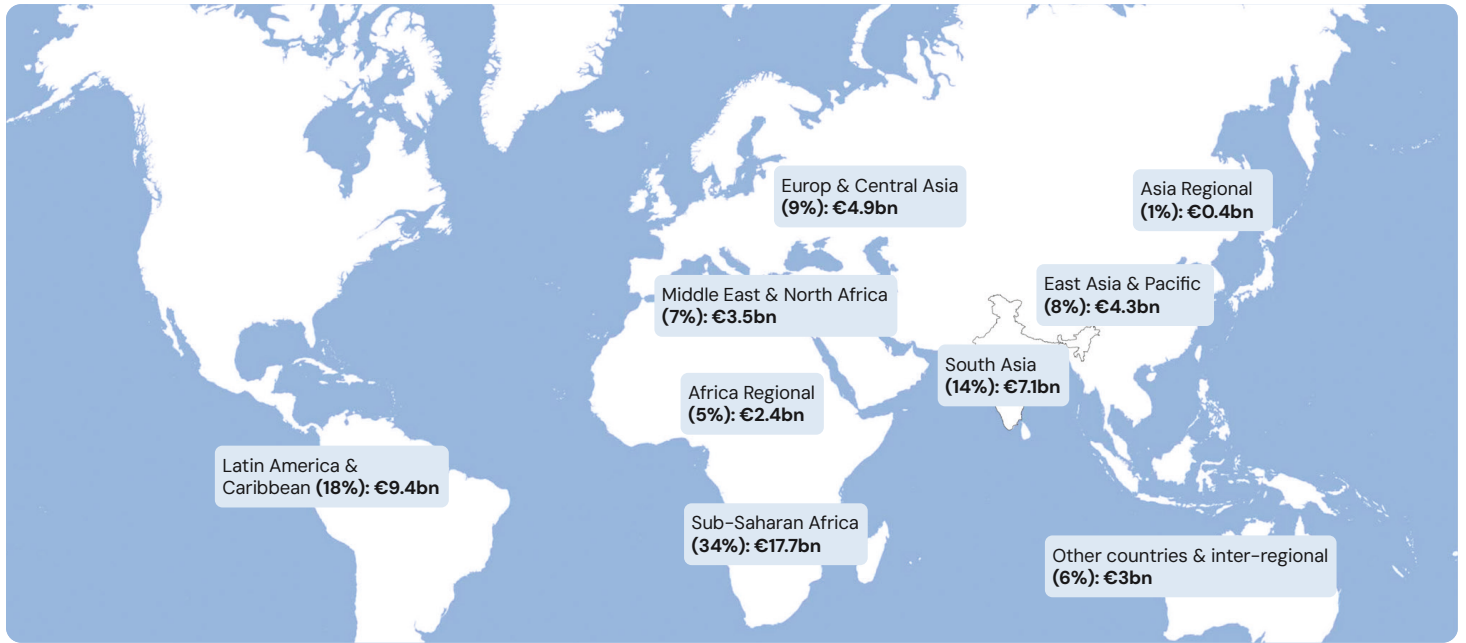 Europ & Central Asia
(9%): €4.9bn
Asia Regional
(1%): €0.4bn
Middle East & North Africa
(7%): €3.5bn
East Asia & Pacific
(8%): €4.3bn
South Asia
(14%): €7.1bn
Africa Regional
(5%): €2.4bn
Latin America &
Caribbean (18%): €9.4bn
Sub-Saharan Africa
(34%): €17.7bn
Other countries & inter-regional
(6%): €3bn